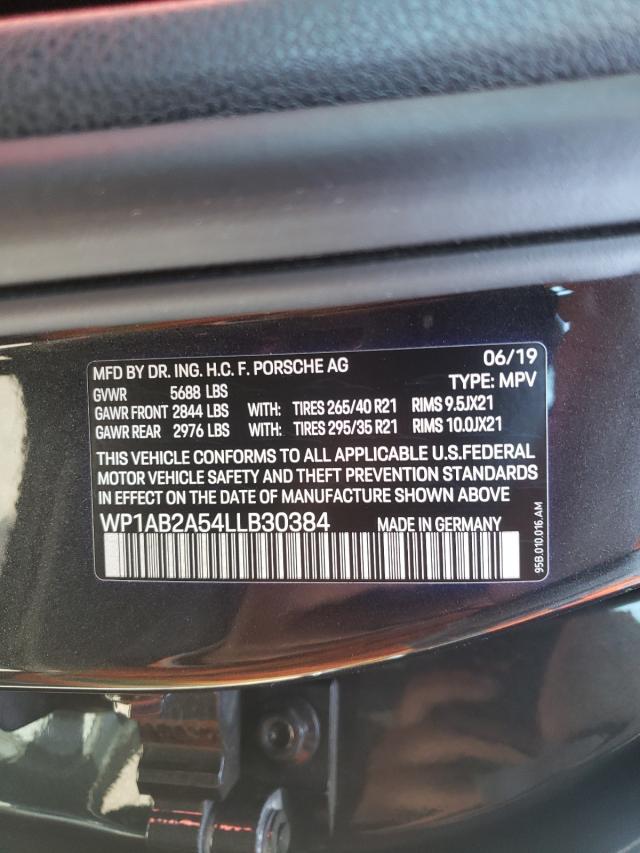 MFD BY DR. ING. H.C. F. PORSCHE AG 06/19
GVWR 5688 LBS TYPE: MPV
GAWR FRONT 2844 LBS WITH: TIRES 265/40 R21 RIMS 9.5JX21
GAWR REAR 2976 LBS WITH: TIRES 295/35 R21 RIMS 10.0JX21
THIS VEHICLE CONFORMS TO ALL APPLICABLE U.S.FEDERAL
MOTOR VEHICLE SAFETY AND THEFT PREVENTION STANDARDS
IN EFFECT ON THE DATE OF MANUFACTURE SHOWN ABOVE
WP1AB2A54LLB30384 MADE IN GERMANY
95B.010.016.AM